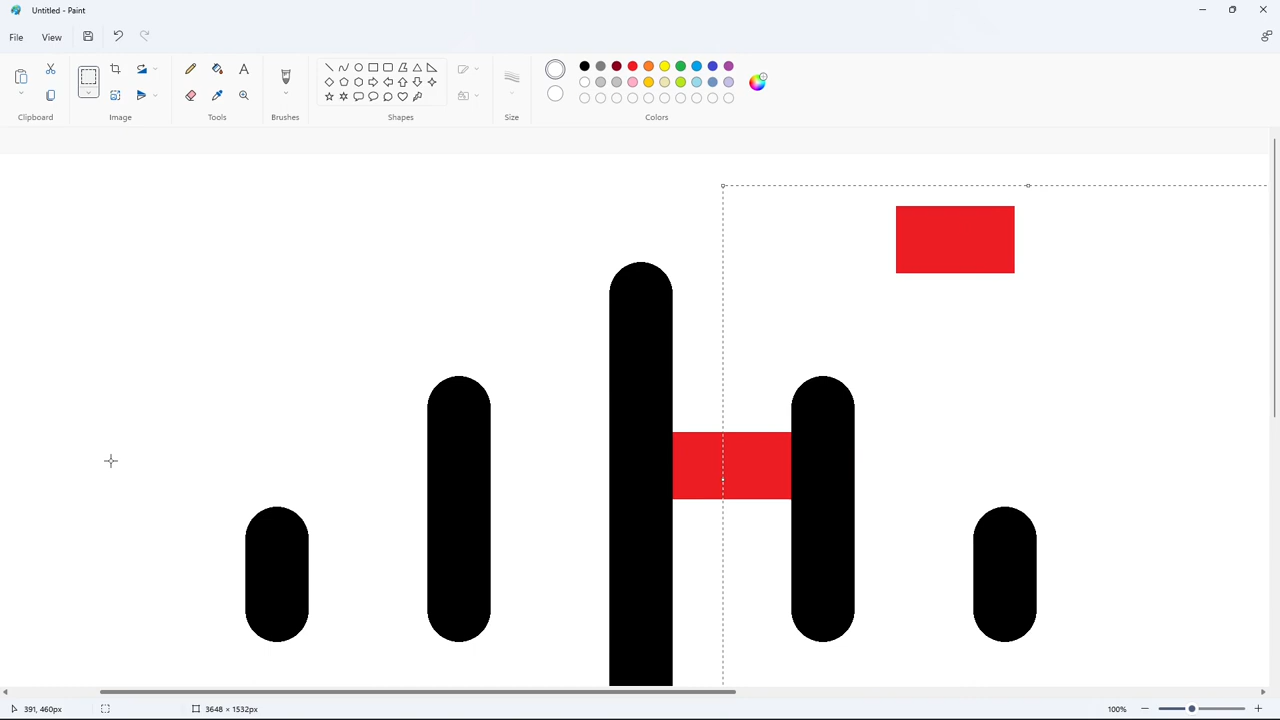 Untitled - Paint
File View
Clipboard Image Tools Brushes Shapes Size Colors
391, 460px 3648 × 1532px 100%